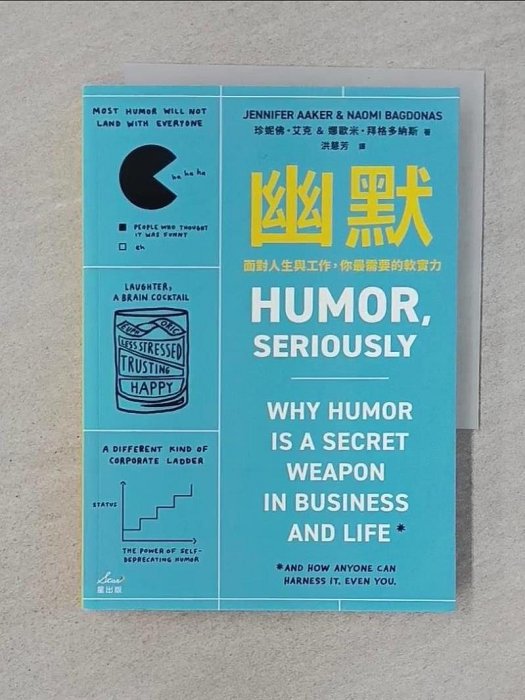 MOST HUMOR WILL NOT
LAND WITH EVERYONE
ha ha ha
PEOPLE WHO THOUGHT
IT WAS FUNNY
eh
LAUGHTER,
A BRAIN COCKTAIL
EUPHORIC
LESS STRESSED
TRUSTING
HAPPY
A DIFFERENT KIND OF
CORPORATE LADDER
STATUS
THE POWER OF SELF-
DEPRECATING HUMOR
Star
星出版
JENNIFER AAKER & NAOMI BAGDONAS
珍妮佛・艾克 & 娜歐米・拜格多納斯 著
洪慧芳 譯
幽默
面對人生與工作，你最需要的軟實力
HUMOR,
SERIOUSLY
WHY HUMOR
IS A SECRET
WEAPON
IN BUSINESS
AND LIFE*
*AND HOW ANYONE CAN
HARNESS IT. EVEN YOU.